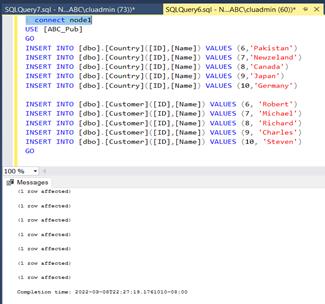 SQLQuery7.sql - N...ABC\cluadmin (73))*
SQLQuery6.sql - N...ABC\cluadmin (60))*
connect node1
USE [ABC_Pub]
GO
INSERT INTO [dbo].[Country]([ID],[Name]) VALUES (6,'Pakistan')
INSERT INTO [dbo].[Country]([ID],[Name]) VALUES (7,'Newzeland')
INSERT INTO [dbo].[Country]([ID],[Name]) VALUES (8,'Canada')
INSERT INTO [dbo].[Country]([ID],[Name]) VALUES (9,'Japan')
INSERT INTO [dbo].[Country]([ID],[Name]) VALUES (10,'Germany')
INSERT INTO [dbo].[Customer]([ID],[Name]) VALUES (6, 'Robert')
INSERT INTO [dbo].[Customer]([ID],[Name]) VALUES (7, 'Michael')
INSERT INTO [dbo].[Customer]([ID],[Name]) VALUES (8, 'Richard')
INSERT INTO [dbo].[Customer]([ID],[Name]) VALUES (9, 'Charles')
INSERT INTO [dbo].[Customer]([ID],[Name]) VALUES (10, 'Steven')
GO
100 %
Messages
(1 row affected)
(1 row affected)
(1 row affected)
(1 row affected)
(1 row affected)
(1 row affected)
(1 row affected)
Completion time: 2022-03-08T22:27:19.1761010-08:00